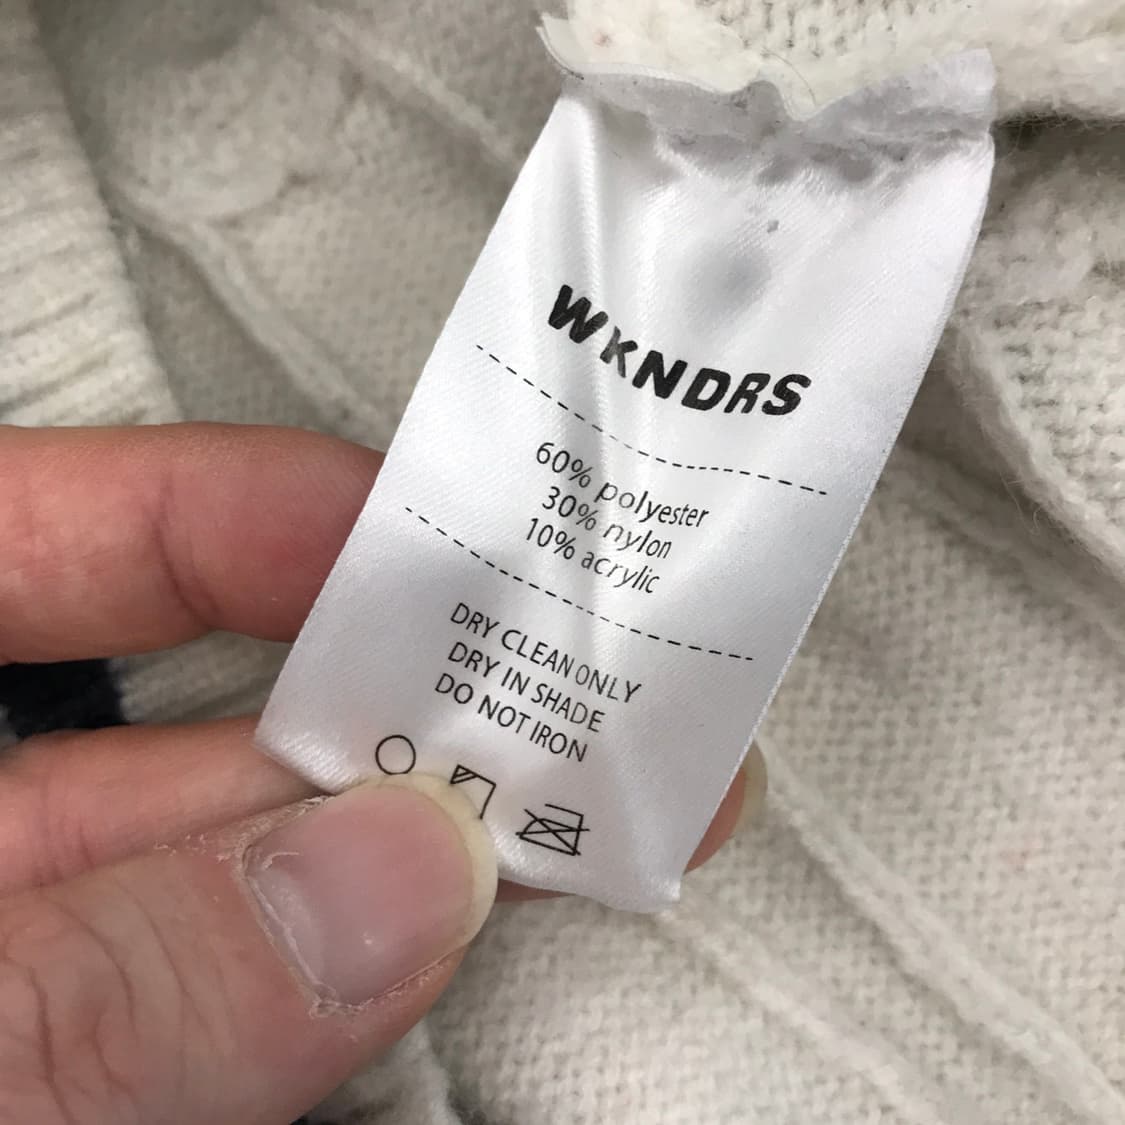 WKNDRS
60% polyester
30% nylon
10% acrylic
DRY CLEAN ONLY
DRY IN SHADE
DO NOT IRON